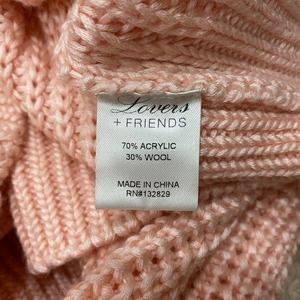 Lovers
+ FRIENDS
70% ACRYLIC
30% WOOL
MADE IN CHINA
RN#132829